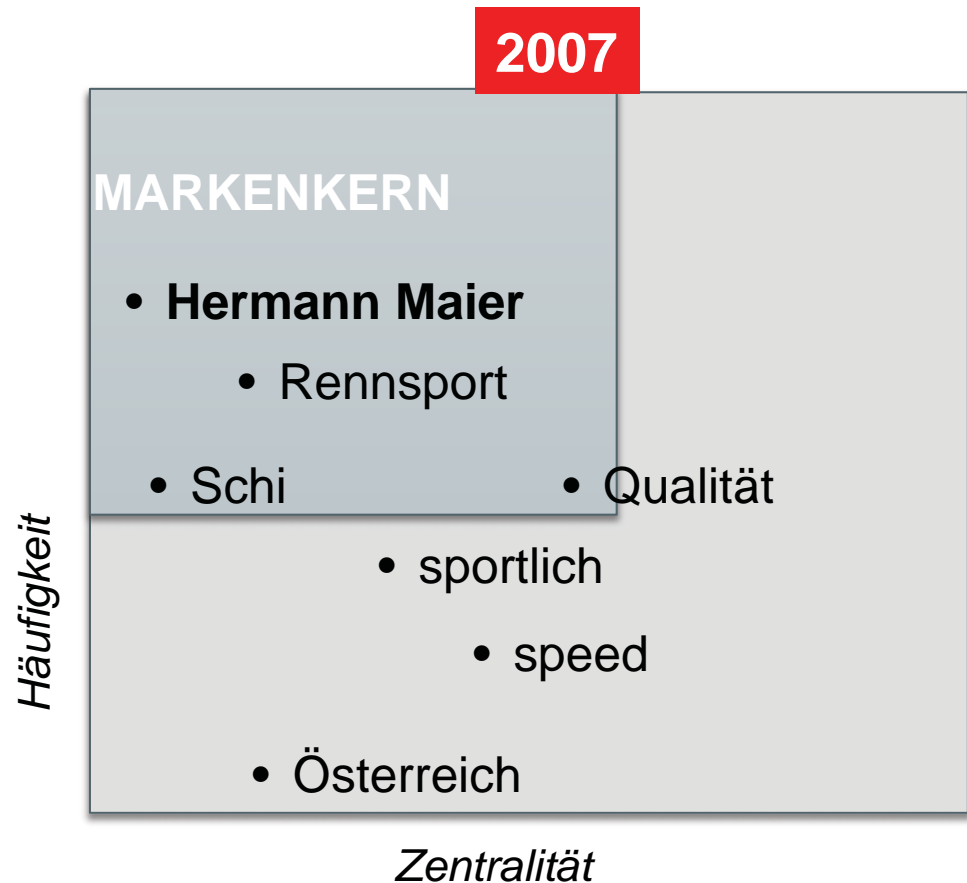 2007
MARKENKERN
• Hermann Maier
• Rennsport
• Schi
• Qualität
• sportlich
• speed
• Österreich
Häufigkeit
Zentralität